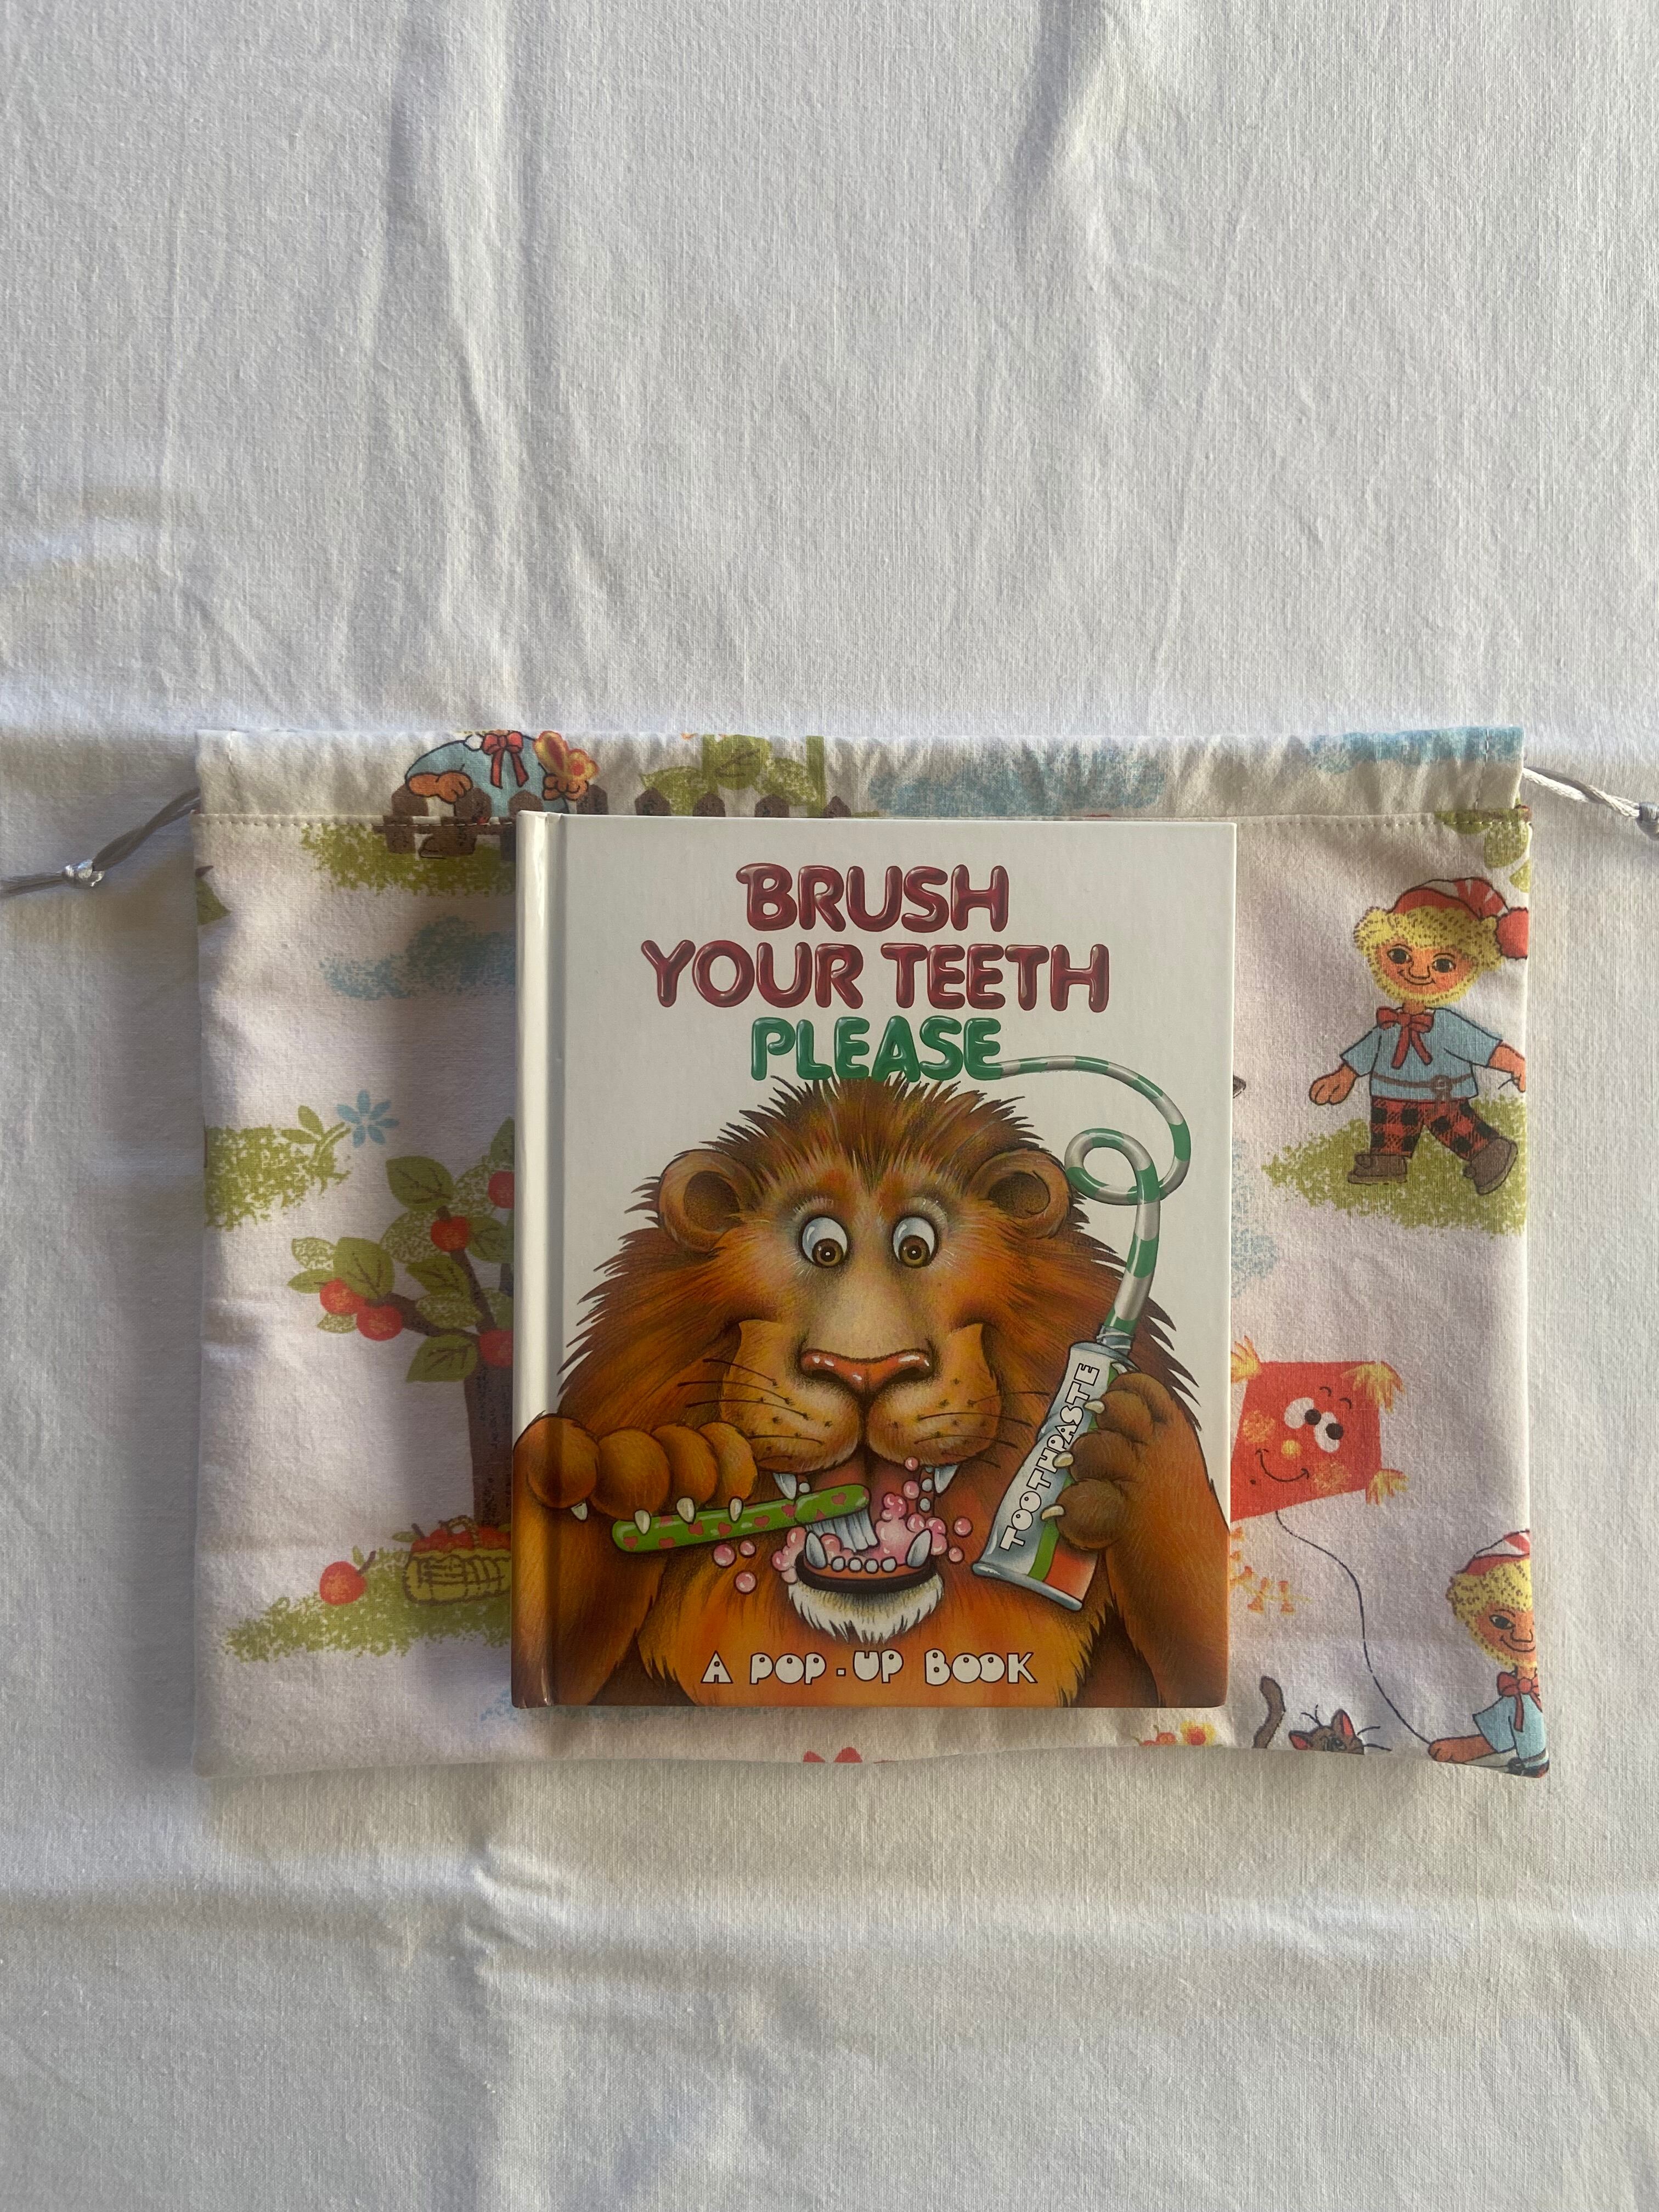 BRUSH
YOUR TEETH
PLEASE
TOOTHPASTE
A POP-UP BOOK